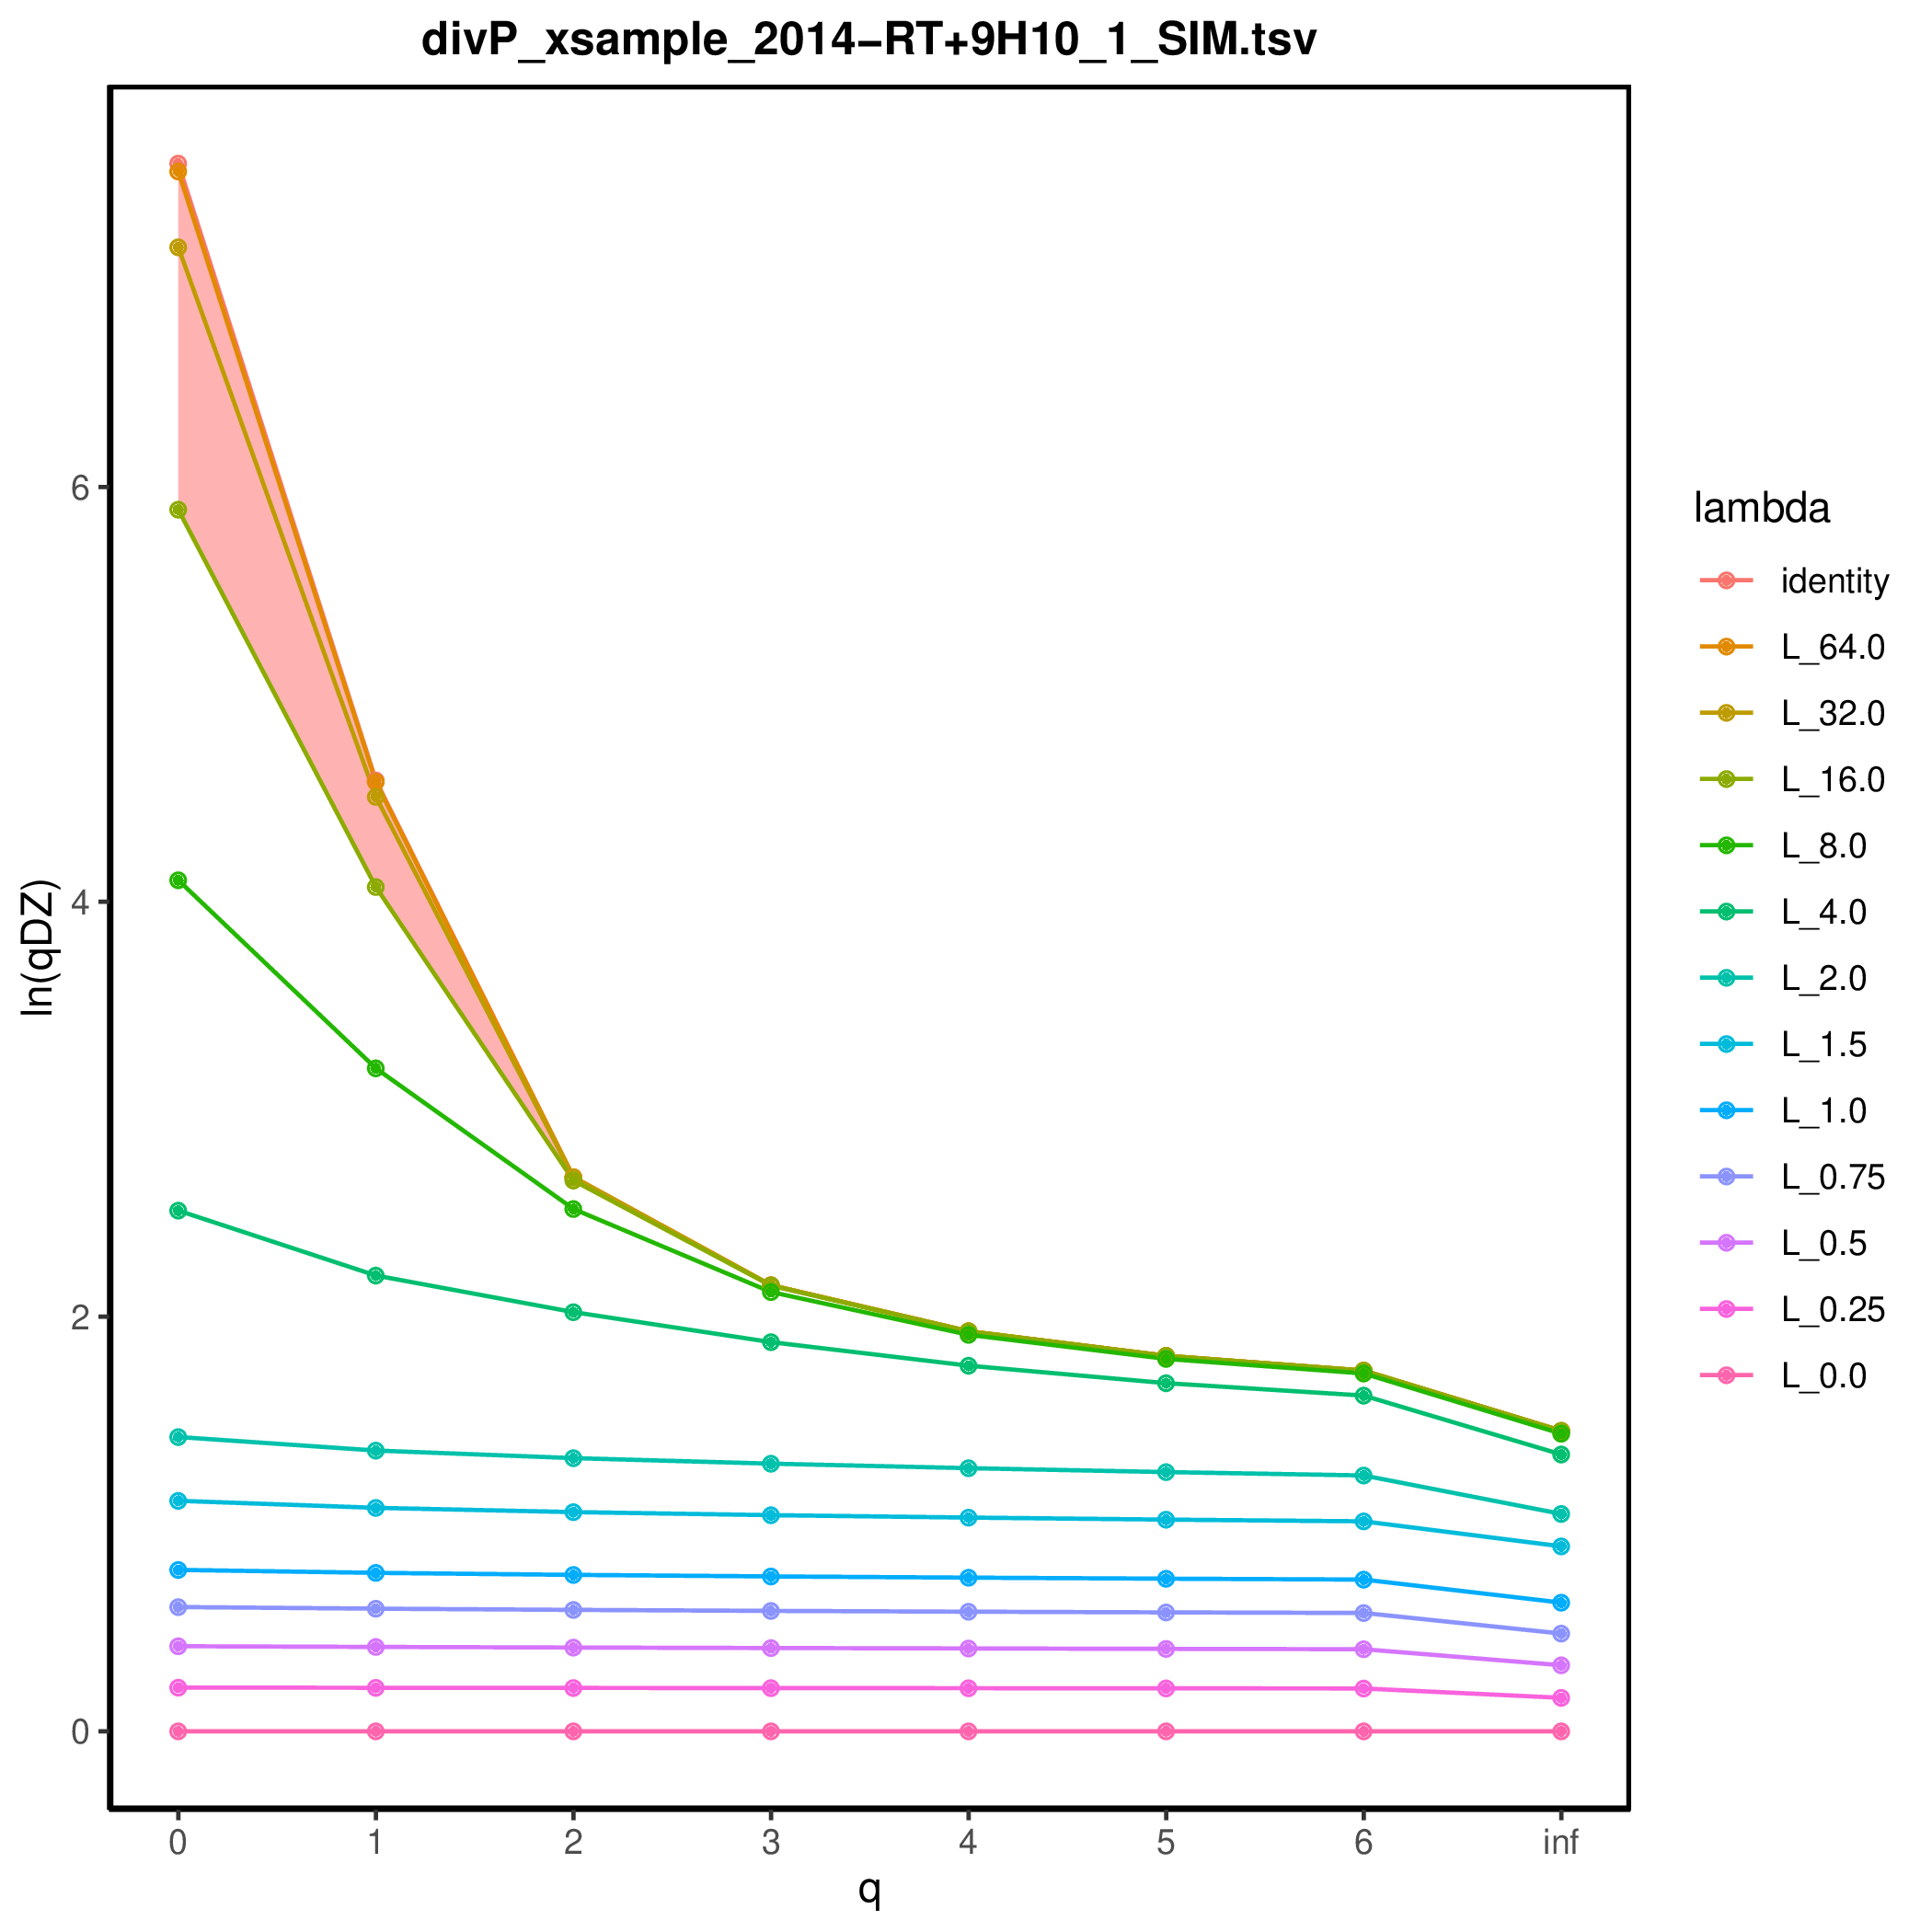 divP_xsample_2014−RT+9H10_1_SIM.tsv
ln(qDZ)
6
4
2
0
0 1 2 3 4 5 6 inf
q
lambda
identity
L_64.0
L_32.0
L_16.0
L_8.0
L_4.0
L_2.0
L_1.5
L_1.0
L_0.75
L_0.5
L_0.25
L_0.0